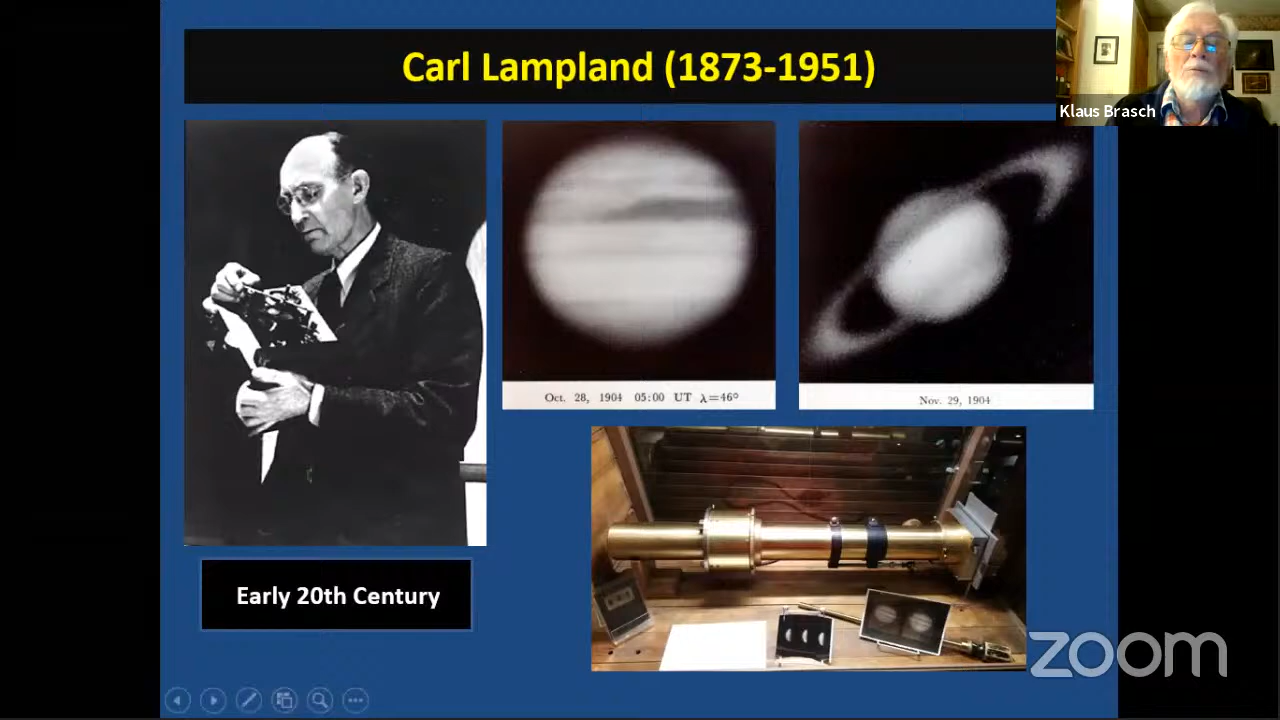 Carl Lampland (1873-1951)
Klaus Brasch
Oct. 28, 1904 05:00 UT λ=46°
Nov. 29, 1904
Early 20th Century
zoom